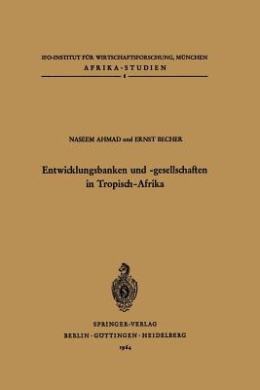 IFO-INSTITUT FÜR WIRTSCHAFTSFORSCHUNG, MÜNCHEN
AFRIKA-STUDIEN
NASEEM AHMAD und ERNST BECHER
Entwicklungsbanken und -gesellschaften
in Tropisch-Afrika
SPRINGER-VERLAG
BERLIN · GÖTTINGEN · HEIDELBERG
1964